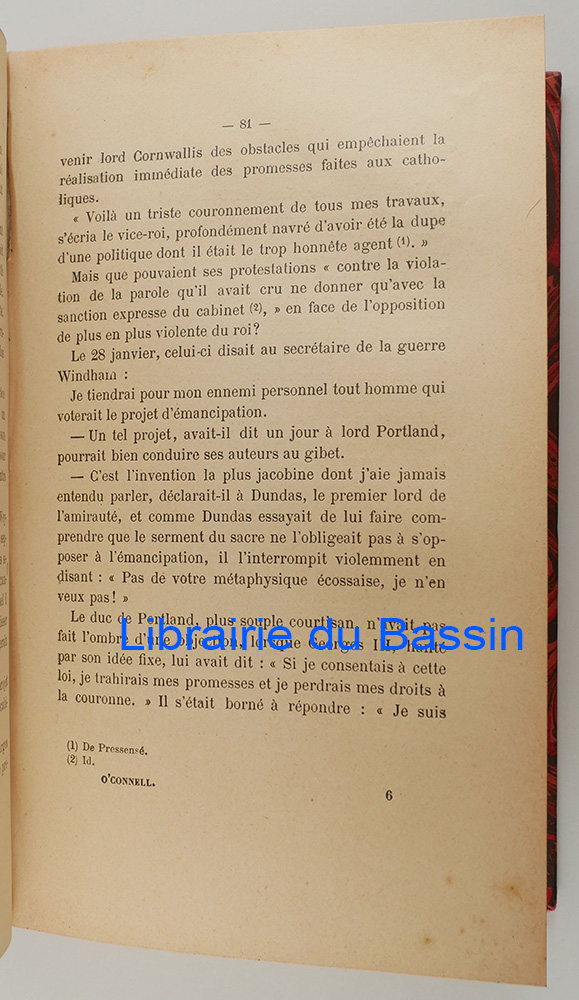 — 81 —
venir lord Cornwallis des obstacles qui empêchaient la
réalisation immédiate des promesses faites aux catho-
liques.
« Voilà un triste couronnement de tous mes travaux,
s'écria le vice-roi, profondément navré d'avoir été la dupe
d'une politique dont il était le trop honnête agent (1). »
Mais que pouvaient ses protestations « contre la viola-
tion de la parole qu'il avait cru ne donner qu'avec la
sanction expresse du cabinet (2), » en face de l'opposition
de plus en plus violente du roi?
Le 28 janvier, celui-ci disait au secrétaire de la guerre
Windham :
Je tiendrai pour mon ennemi personnel tout homme qui
voterait le projet d'émancipation.
— Un tel projet, avait-il dit un jour à lord Portland,
pourrait bien conduire ses auteurs au gibet.
— C'est l'invention la plus jacobine dont j'aie jamais
entendu parler, déclarait-il à Dundas, le premier lord de
l'amirauté, et comme Dundas essayait de lui faire com-
prendre que le serment du sacre ne l'obligeait pas à s'op-
poser à l'émancipation, il l'interrompit violemment en
disant : « Pas de votre métaphysique écossaise, je n'en
veux pas ! »
Le duc de Portland, plus souple courtisan, n'avait pas
fait l'ombre d'une objection, lorsque Georges III, hanté
par son idée fixe, lui avait dit : « Si je consentais à cette
loi, je trahirais mes promesses et je perdrais mes droits à
la couronne. » Il s'était borné à répondre : « Je suis
(1) De Pressensé.
(2) Id.
O'CONNELL.
6
Librairie du Bassin